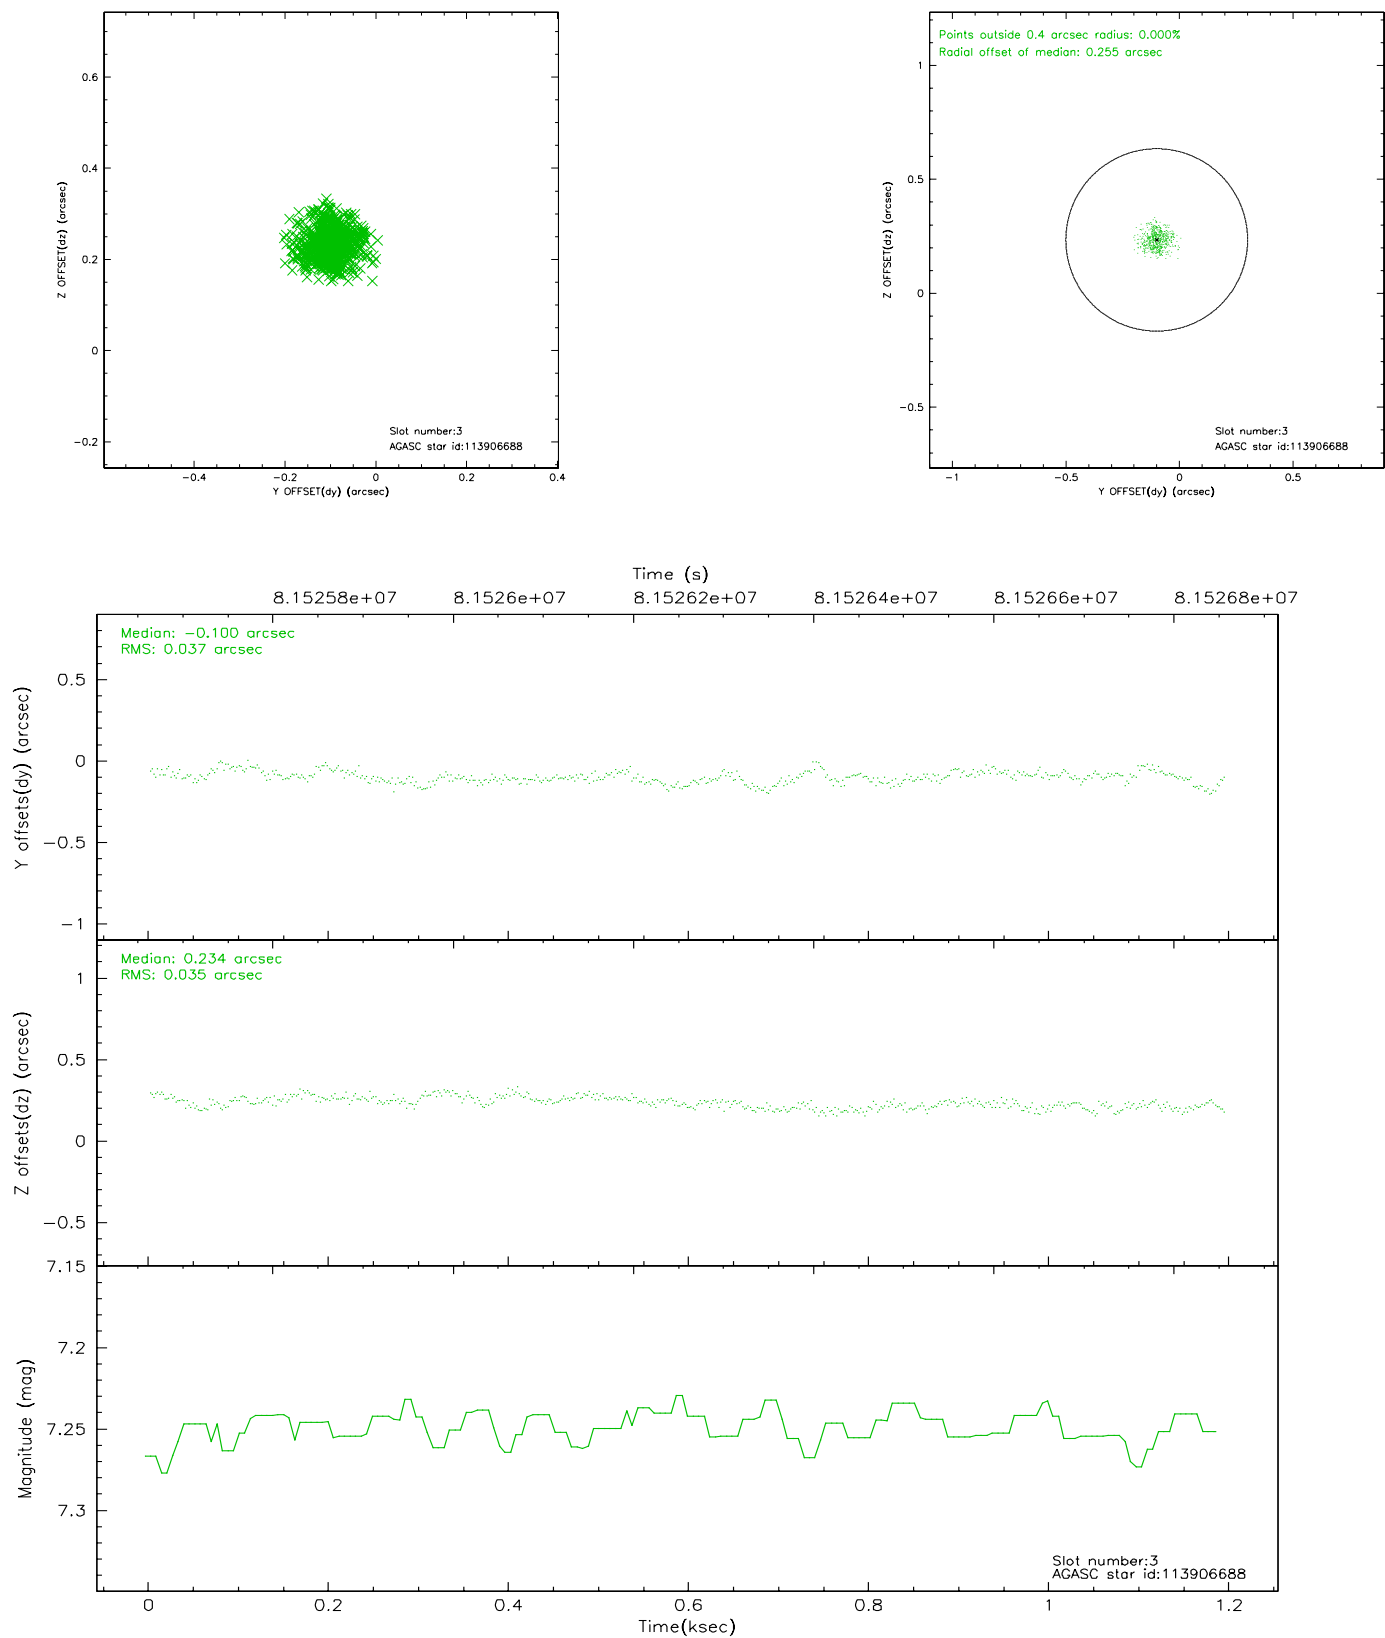 0.6
0.4
0.2
0
−0.2
Z OFFSET(dz) (arcsec)
Slot number:3
AGASC star id:113906688
−0.4 −0.2 0 0.2 0.4
Y OFFSET(dy) (arcsec)
Points outside 0.4 arcsec radius: 0.000%
Radial offset of median: 0.255 arcsec
1
0.5
0
−0.5
Z OFFSET(dz) (arcsec)
Slot number:3
AGASC star id:113906688
−1 −0.5 0 0.5
Y OFFSET(dy) (arcsec)
Time (s)
8.15258e+07 8.1526e+07 8.15262e+07 8.15264e+07 8.15266e+07 8.15268e+07
Median: −0.100 arcsec
RMS: 0.037 arcsec
0.5
0
−0.5
−1
Y offsets(dy) (arcsec)
Median: 0.234 arcsec
RMS: 0.035 arcsec
1
0.5
0
−0.5
Z offsets(dz) (arcsec)
7.15
7.2
7.25
7.3
Magnitude (mag)
Slot number:3
AGASC star id:113906688
0 0.2 0.4 0.6 0.8 1 1.2
Time(ksec)